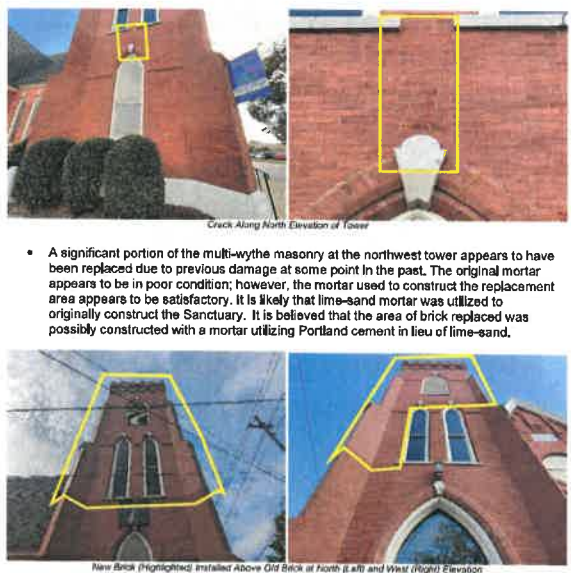 Crack Along North Elevation of Tower
• A significant portion of the multi-wythe masonry at the northwest tower appears to have
been replaced due to previous damage at some point in the past. The original mortar
appears to be in poor condition; however, the mortar used to construct the replacement
area appears to be satisfactory. It is likely that lime-sand mortar was utilized to
originally construct the Sanctuary. It is believed that the area of brick replaced was
possibly constructed with a mortar utilizing Portland cement in lieu of lime-sand.
New Brick (Highlighted) Installed Above Old Brick at North (Left) and West (Right) Elevation